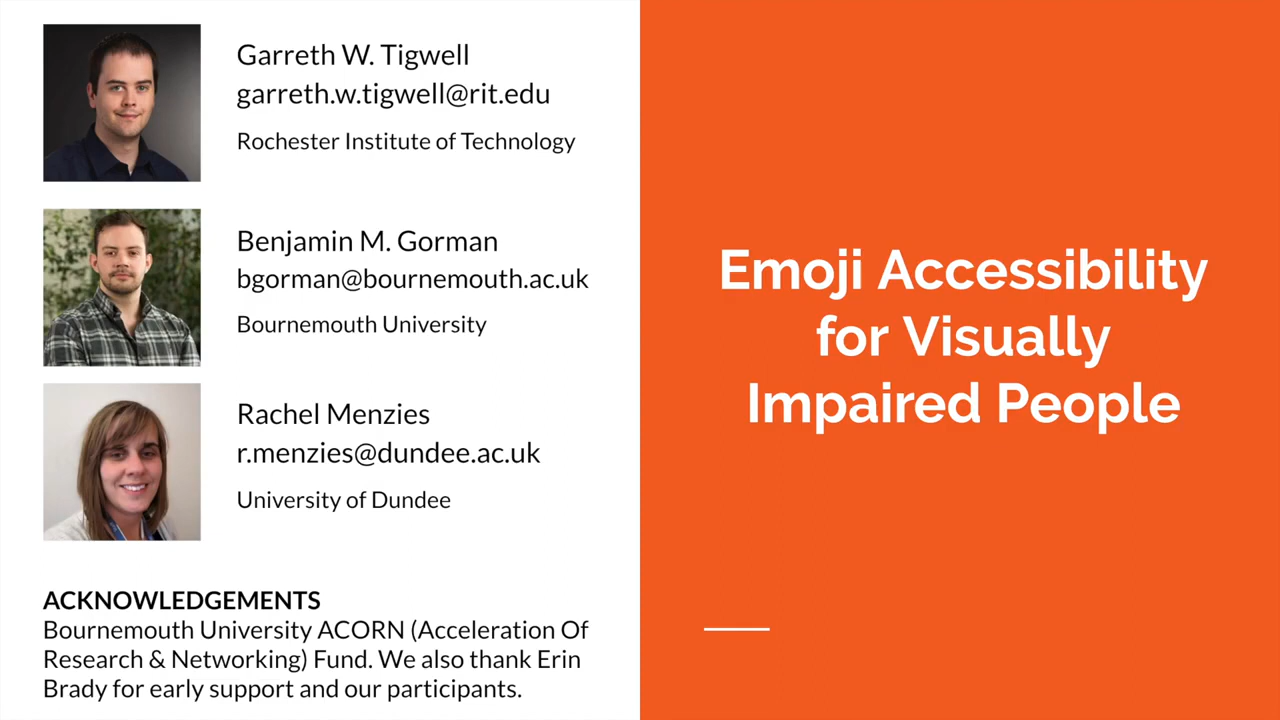 Garreth W. Tigwell
garreth.w.tigwell@rit.edu
Rochester Institute of Technology
Benjamin M. Gorman
bgorman@bournemouth.ac.uk
Bournemouth University
Rachel Menzies
r.menzies@dundee.ac.uk
University of Dundee
ACKNOWLEDGEMENTS
Bournemouth University ACORN (Acceleration Of
Research & Networking) Fund. We also thank Erin
Brady for early support and our participants.
Emoji Accessibility
for Visually
Impaired People